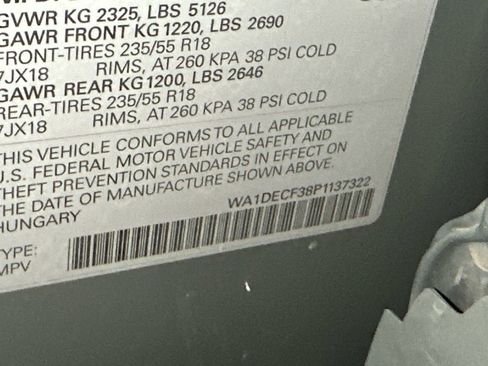 GVWR KG 2325, LBS 5126
GAWR FRONT KG 1220, LBS 2690
FRONT-TIRES 235/55 R18
7JX18 RIMS, AT 260 KPA 38 PSI COLD
GAWR REAR KG 1200, LBS 2646
REAR-TIRES 235/55 R18
7JX18 RIMS, AT 260 KPA 38 PSI COLD
THIS VEHICLE CONFORMS TO ALL APPLICABLE
U.S. FEDERAL MOTOR VEHICLE SAFETY AND
THEFT PREVENTION STANDARDS IN EFFECT ON
THE DATE OF MANUFACTURE SHOWN ABOVE.
HUNGARY WA1DECF38P1137322
TYPE:
MPV